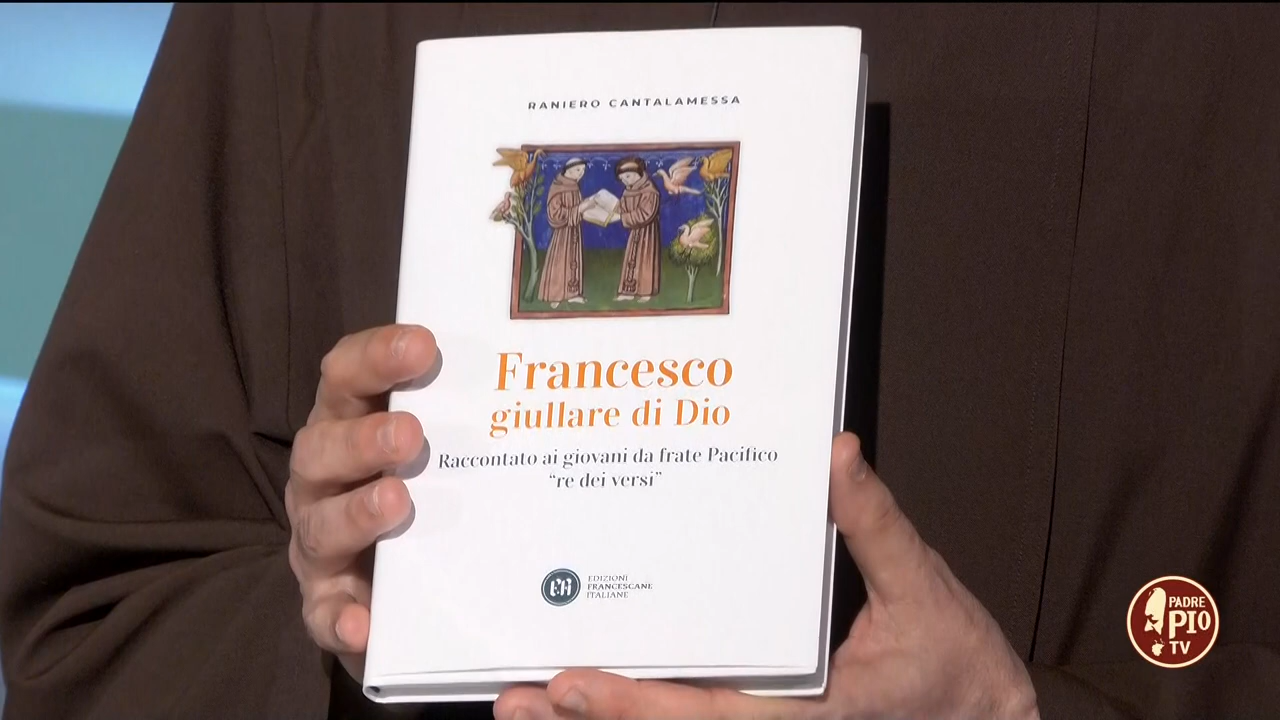 RANIERO CANTALAMESSA
Francesco
giullare di Dio
Raccontato ai giovani da frate Pacifico
“re dei versi”
EDIZIONI
FRANCESCANE
ITALIANE
PADRE
PIO
TV